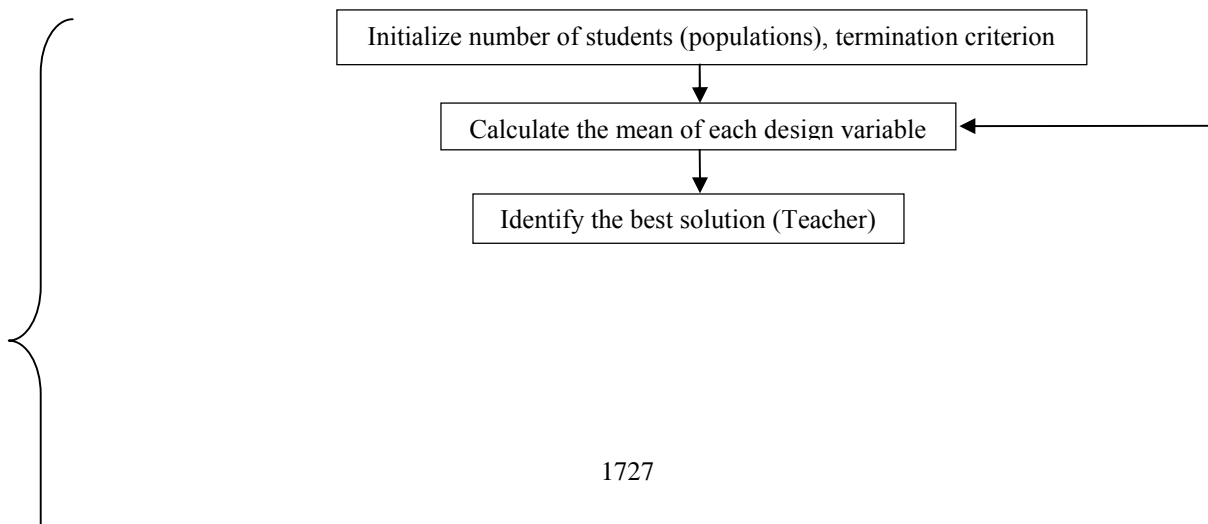 Initialize number of students (populations), termination criterion
Calculate the mean of each design variable
Identify the best solution (Teacher)
1727